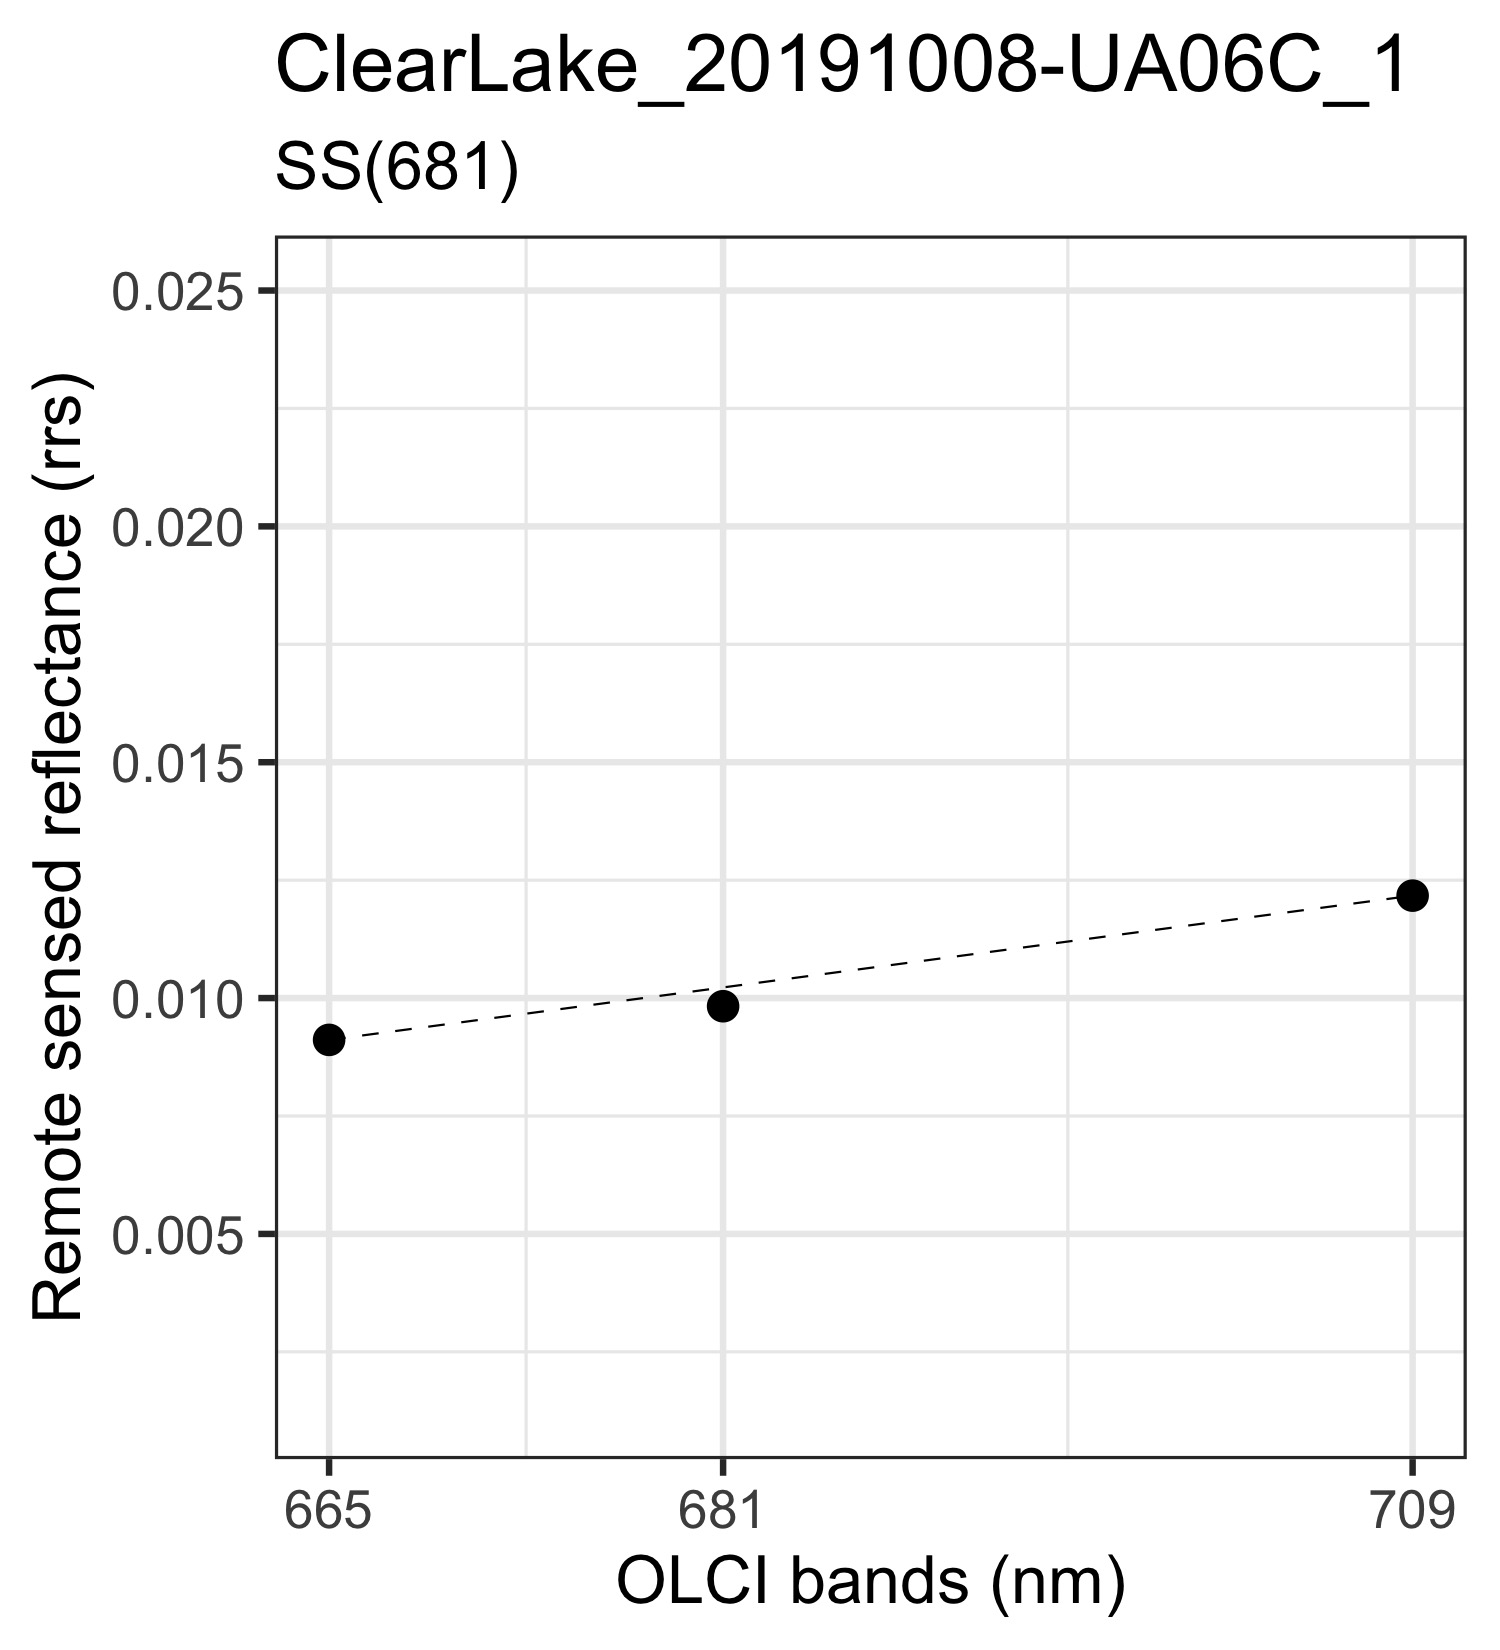 ClearLake_20191008-UA06C_1
SS(681)
Remote sensed reflectance (rrs)
0.025
0.020
0.015
0.010
0.005
665 681 709
OLCI bands (nm)